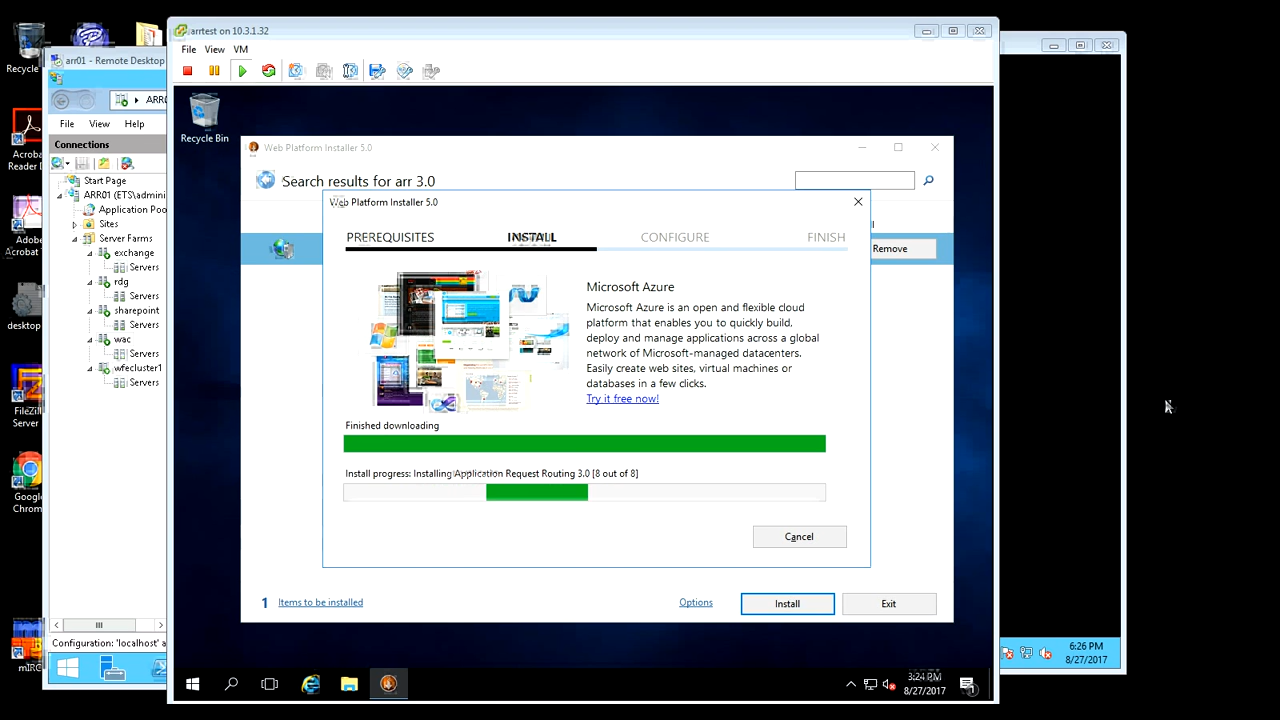 arrtest on 10.3.1.32
File View VM
Recycle Bin
Web Platform Installer 5.0
Search results for arr 3.0
Web Platform Installer 5.0
PREREQUISITES INSTALL CONFIGURE FINISH
Remove
Microsoft Azure
Microsoft Azure is an open and flexible cloud
platform that enables you to quickly build,
deploy and manage applications across a global
network of Microsoft-managed datacenters.
Easily create web sites, virtual machines or
databases in a few clicks.
Try it free now!
Finished downloading
Install progress: Installing Application Request Routing 3.0 [8 out of 8]
Cancel
1 Items to be installed
Options
Install
Exit
3:24 PM
8/27/2017
1
Recycle
Acrobat
Reader D
Adobe
Acrobat
desktop
FileZill
Server
Google
Chrom
mIRC
arr01 - Remote Desktop
ARR0
File View Help
Connections
Start Page
ARR01 (ETS\admini
Application Poo
Sites
Server Farms
exchange
Servers
rdg
Servers
sharepoint
Servers
wac
Servers
wfecluster1
Servers
Configuration: 'localhost' a
6:26 PM
8/27/2017